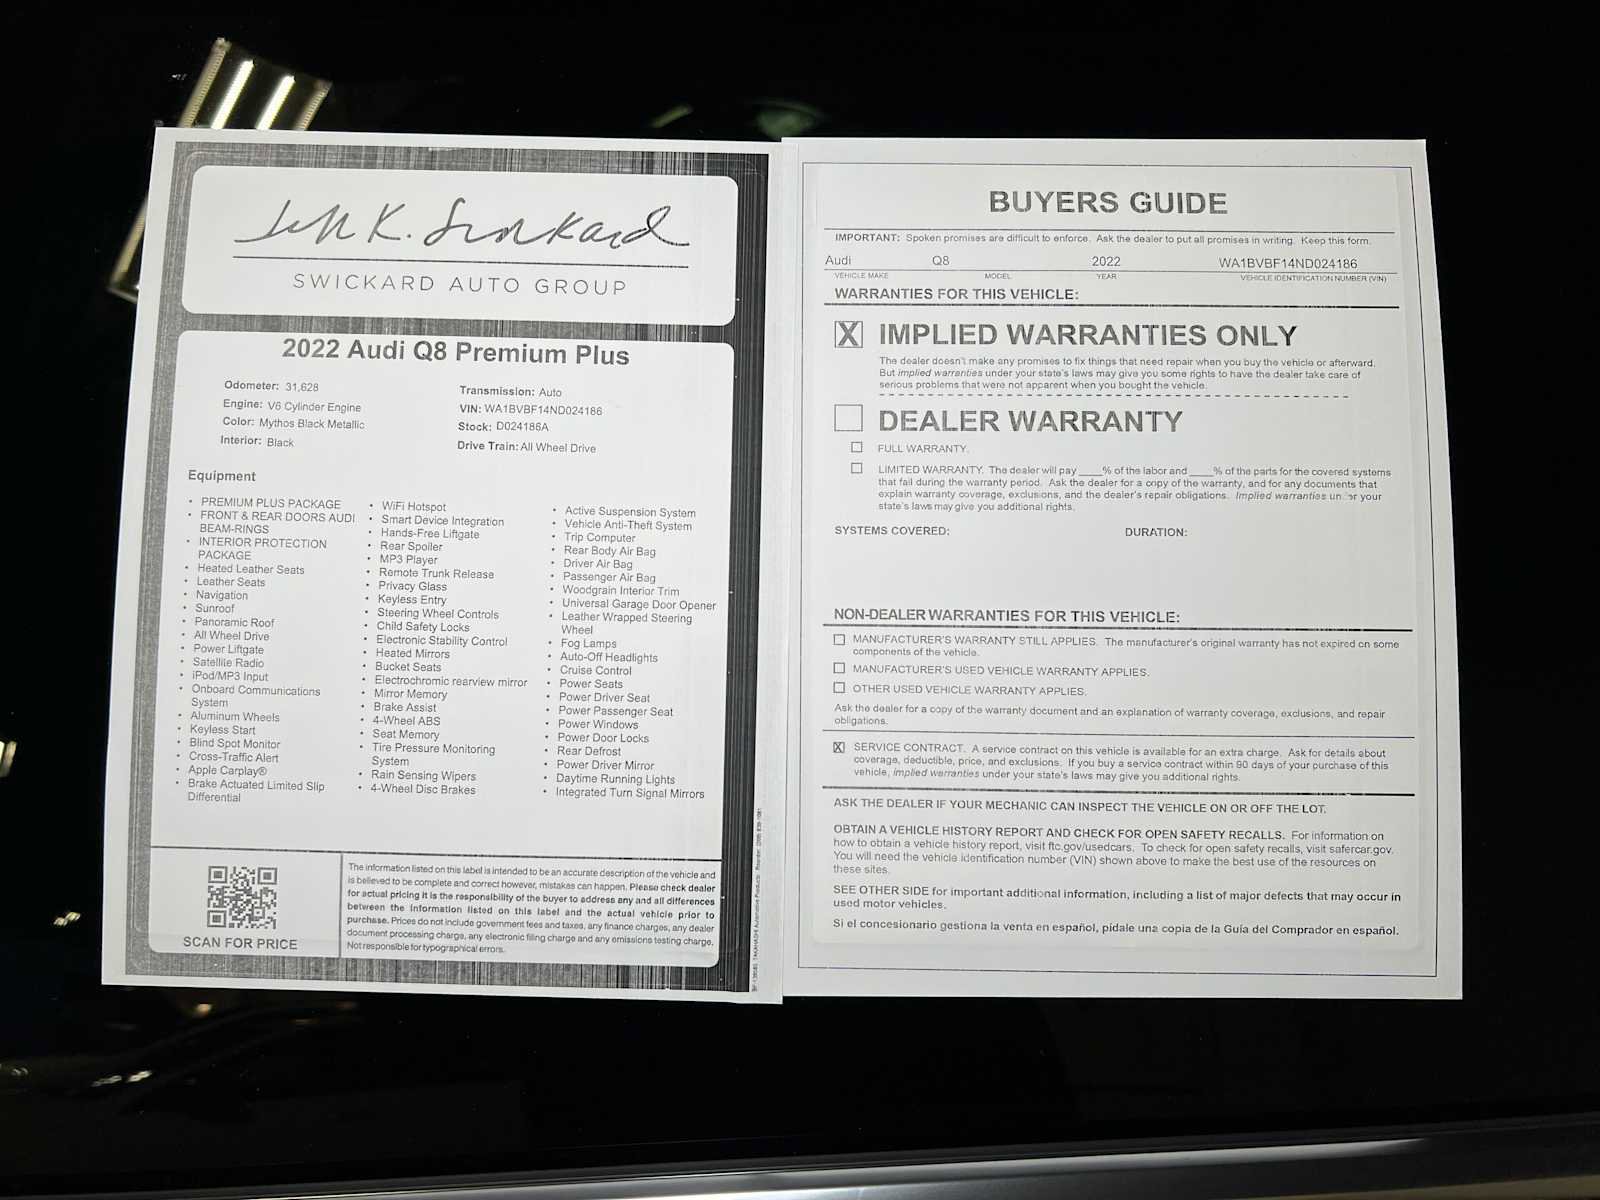 Jeff K. Swickard
SWICKARD AUTO GROUP
2022 Audi Q8 Premium Plus
Odometer: 31,628
Engine: V6 Cylinder Engine
Color: Mythos Black Metallic
Interior: Black
Transmission: Auto
VIN: WA1BVBF14ND024186
Stock: D024186A
Drive Train: All Wheel Drive
Equipment
• PREMIUM PLUS PACKAGE
• FRONT & REAR DOORS AUDI
BEAM-RINGS
• INTERIOR PROTECTION
PACKAGE
• Heated Leather Seats
• Leather Seats
• Navigation
• Sunroof
• Panoramic Roof
• All Wheel Drive
• Power Liftgate
• Satellite Radio
• iPod/MP3 Input
• Onboard Communications
System
• Aluminum Wheels
• Keyless Start
• Blind Spot Monitor
• Cross-Traffic Alert
• Apple Carplay®
• Brake Actuated Limited Slip
Differential
• WiFi Hotspot
• Smart Device Integration
• Hands-Free Liftgate
• Rear Spoiler
• MP3 Player
• Remote Trunk Release
• Privacy Glass
• Keyless Entry
• Steering Wheel Controls
• Child Safety Locks
• Electronic Stability Control
• Heated Mirrors
• Bucket Seats
• Electrochromic rearview mirror
• Mirror Memory
• Brake Assist
• 4-Wheel ABS
• Seat Memory
• Tire Pressure Monitoring
System
• Rain Sensing Wipers
• 4-Wheel Disc Brakes
• Active Suspension System
• Vehicle Anti-Theft System
• Trip Computer
• Rear Body Air Bag
• Driver Air Bag
• Passenger Air Bag
• Woodgrain Interior Trim
• Universal Garage Door Opener
• Leather Wrapped Steering
Wheel
• Fog Lamps
• Auto-Off Headlights
• Cruise Control
• Power Seats
• Power Driver Seat
• Power Passenger Seat
• Power Windows
• Power Door Locks
• Rear Defrost
• Power Driver Mirror
• Daytime Running Lights
• Integrated Turn Signal Mirrors
SCAN FOR PRICE
The information listed on this label is intended to be an accurate description of the vehicle and
is believed to be complete and correct however, mistakes can happen. Please check dealer
for actual pricing it is the responsibility of the buyer to address any and all differences
between the information listed on this label and the actual vehicle prior to
purchase. Prices do not include government fees and taxes, any finance charges, any dealer
document processing charge, any electronic filing charge and any emissions testing charge.
Not responsible for typographical errors.
BUYERS GUIDE
IMPORTANT: Spoken promises are difficult to enforce. Ask the dealer to put all promises in writing. Keep this form.
Audi Q8 2022 WA1BVBF14ND024186
VEHICLE MAKE MODEL YEAR VEHICLE IDENTIFICATION NUMBER (VIN)
WARRANTIES FOR THIS VEHICLE:
X IMPLIED WARRANTIES ONLY
The dealer doesn't make any promises to fix things that need repair when you buy the vehicle or afterward.
But implied warranties under your state's laws may give you some rights to have the dealer take care of
serious problems that were not apparent when you bought the vehicle.
DEALER WARRANTY
FULL WARRANTY.
LIMITED WARRANTY. The dealer will pay ____% of the labor and ____% of the parts for the covered systems
that fail during the warranty period. Ask the dealer for a copy of the warranty, and for any documents that
explain warranty coverage, exclusions, and the dealer's repair obligations. Implied warranties under your
state's laws may give you additional rights.
SYSTEMS COVERED: DURATION:
NON-DEALER WARRANTIES FOR THIS VEHICLE:
MANUFACTURER'S WARRANTY STILL APPLIES. The manufacturer's original warranty has not expired on some
components of the vehicle.
MANUFACTURER'S USED VEHICLE WARRANTY APPLIES.
OTHER USED VEHICLE WARRANTY APPLIES.
Ask the dealer for a copy of the warranty document and an explanation of warranty coverage, exclusions, and repair
obligations.
X SERVICE CONTRACT. A service contract on this vehicle is available for an extra charge. Ask for details about
coverage, deductible, price, and exclusions. If you buy a service contract within 90 days of your purchase of this
vehicle, implied warranties under your state's laws may give you additional rights.
ASK THE DEALER IF YOUR MECHANIC CAN INSPECT THE VEHICLE ON OR OFF THE LOT.
OBTAIN A VEHICLE HISTORY REPORT AND CHECK FOR OPEN SAFETY RECALLS. For information on
how to obtain a vehicle history report, visit ftc.gov/usedcars. To check for open safety recalls, visit safercar.gov.
You will need the vehicle identification number (VIN) shown above to make the best use of the resources on
these sites.
SEE OTHER SIDE for important additional information, including a list of major defects that may occur in
used motor vehicles.
Si el concesionario gestiona la venta en español, pídale una copia de la Guía del Comprador en español.